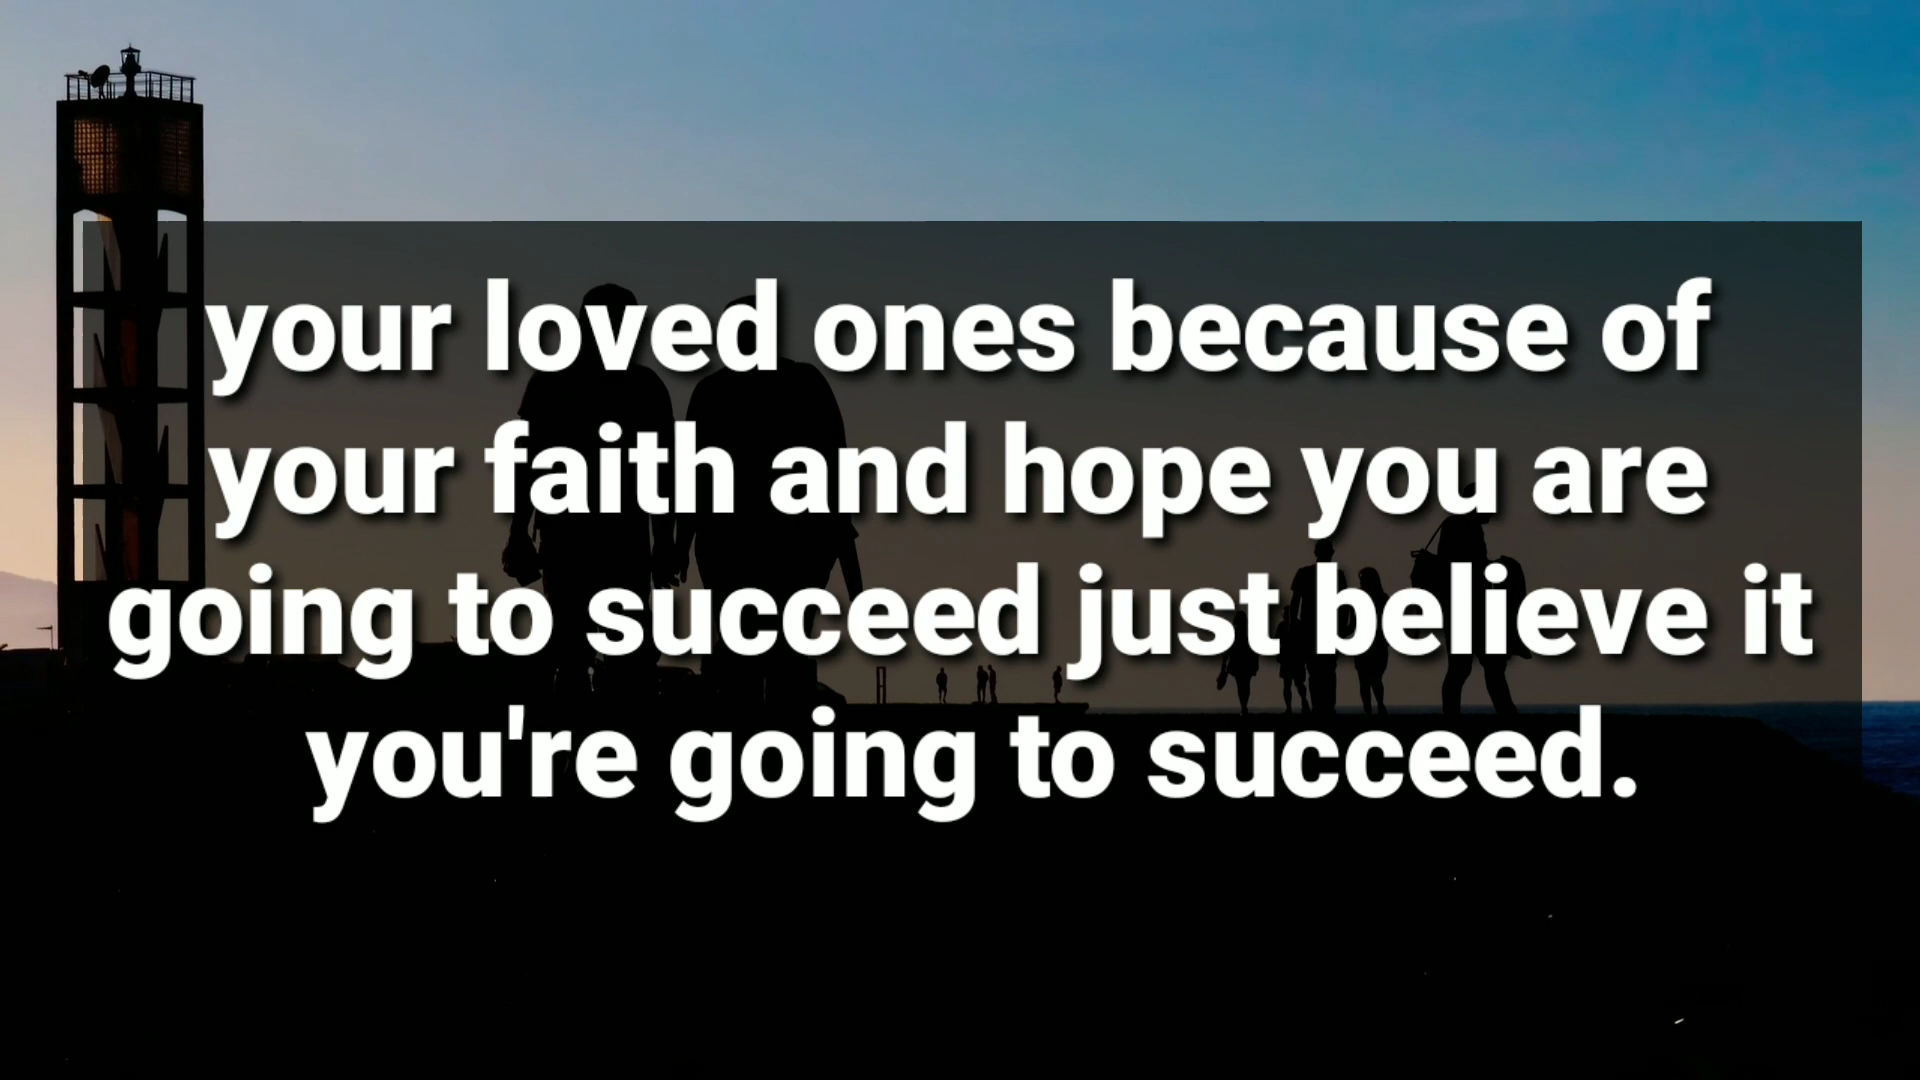 your loved ones because of
your faith and hope you are
going to succeed just believe it
you're going to succeed.